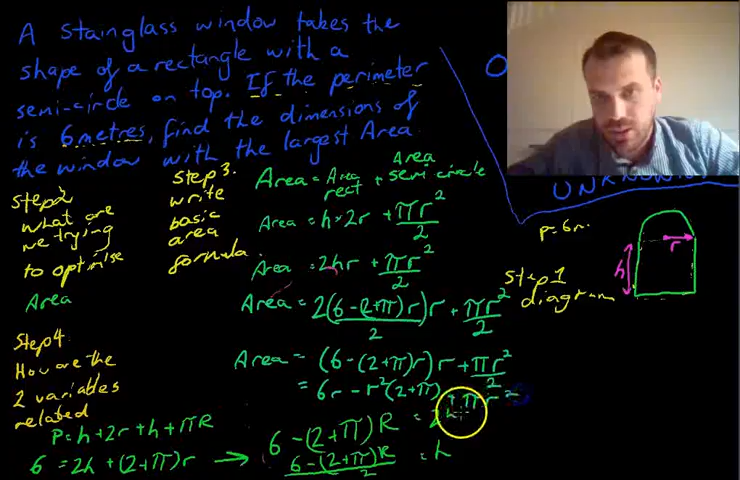 A stainglass window takes the
shape of a rectangle with a
semi-circle on top. If the perimeter
is 6 metres, find the dimensions of
the window with the largest Area.
O
UNKNOW
Step 2
what are
we trying
to optimise
Area
Step 3.
write
basic
area
formula
Area = Area rect + Area semi circle
Area = h×2r + πr²/2
Area = 2hr + πr²/2
Area = 2(6-(2+π)r)/2 r + πr²/2
Area = (6-(2+π)r)r + πr²/2
= 6r - r²(2+π) + πr²
P=6m
h
r
Step 1
diagram
Step 4
How are the
2 variables
related
P=h+2r+h+πR
6 = 2h+(2+π)r →
6-(2+π)R = 2h
6-(2+π)R/2 = h